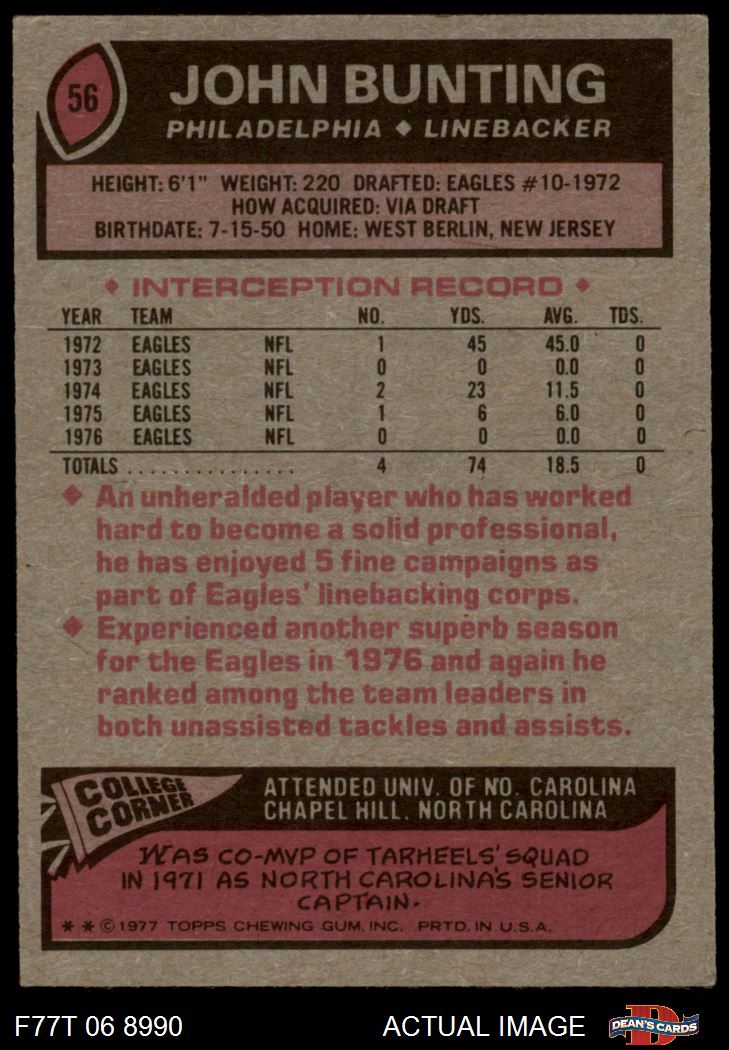 56
JOHN BUNTING
PHILADELPHIA ◆ LINEBACKER
HEIGHT: 6'1" WEIGHT: 220 DRAFTED: EAGLES #10-1972
HOW ACQUIRED: VIA DRAFT
BIRTHDATE: 7-15-50 HOME: WEST BERLIN, NEW JERSEY
◆ INTERCEPTION RECORD ◆
YEAR TEAM NO. YDS. AVG. TDS.
1972 EAGLES NFL 1 45 45.0 0
1973 EAGLES NFL 0 0 0.0 0
1974 EAGLES NFL 2 23 11.5 0
1975 EAGLES NFL 1 6 6.0 0
1976 EAGLES NFL 0 0 0.0 0
TOTALS . . . . . . . . . . . . . . . 4 74 18.5 0
◆ An unheralded player who has worked
hard to become a solid professional,
he has enjoyed 5 fine campaigns as
part of Eagles' linebacking corps.
◆ Experienced another superb season
for the Eagles in 1976 and again he
ranked among the team leaders in
both unassisted tackles and assists.
COLLEGE
CORNER
ATTENDED UNIV. OF NO. CAROLINA
CHAPEL HILL, NORTH CAROLINA
WAS CO-MVP OF TARHEELS' SQUAD
IN 1971 AS NORTH CAROLINA'S SENIOR
CAPTAIN.
* * © 1977 TOPPS CHEWING GUM, INC. PRTD. IN U.S.A.
F77T 06 8990 ACTUAL IMAGE
D
DEAN'S CARDS